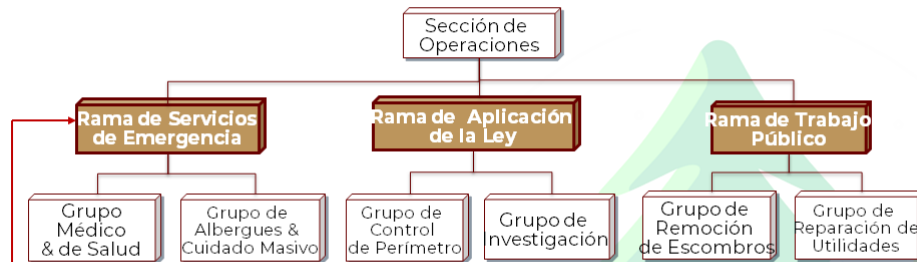 Sección de
Operaciones
Rama de Servicios
de Emergencia
Rama de Aplicación
de la Ley
Rama de Trabajo
Público
Grupo
Médico
& de Salud
Grupo de
Albergues &
Cuidado Masivo
Grupo de
Control
de Perímetro
Grupo de
Investigación
Grupo de
Remoción
de Escombros
Grupo de
Reparación de
Utilidades